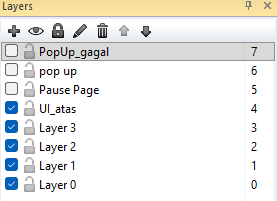 Layers
PopUp_gagal 7
pop up 6
Pause Page 5
UI_atas 4
Layer 3 3
Layer 2 2
Layer 1 1
Layer 0 0